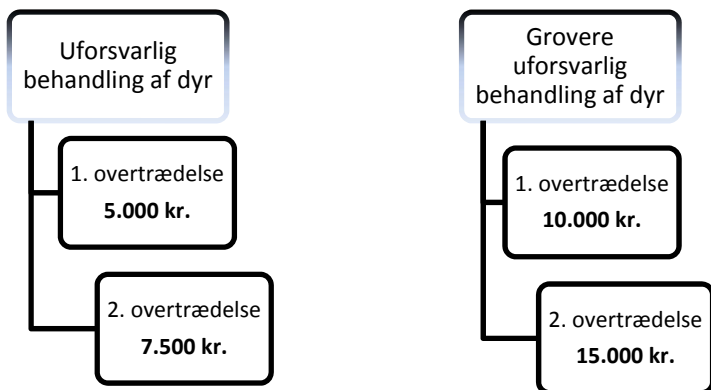 Uforsvarlig
behandling af dyr
1. overtrædelse
5.000 kr.
2. overtrædelse
7.500 kr.
Grovere
uforsvarlig
behandling af dyr
1. overtrædelse
10.000 kr.
2. overtrædelse
15.000 kr.